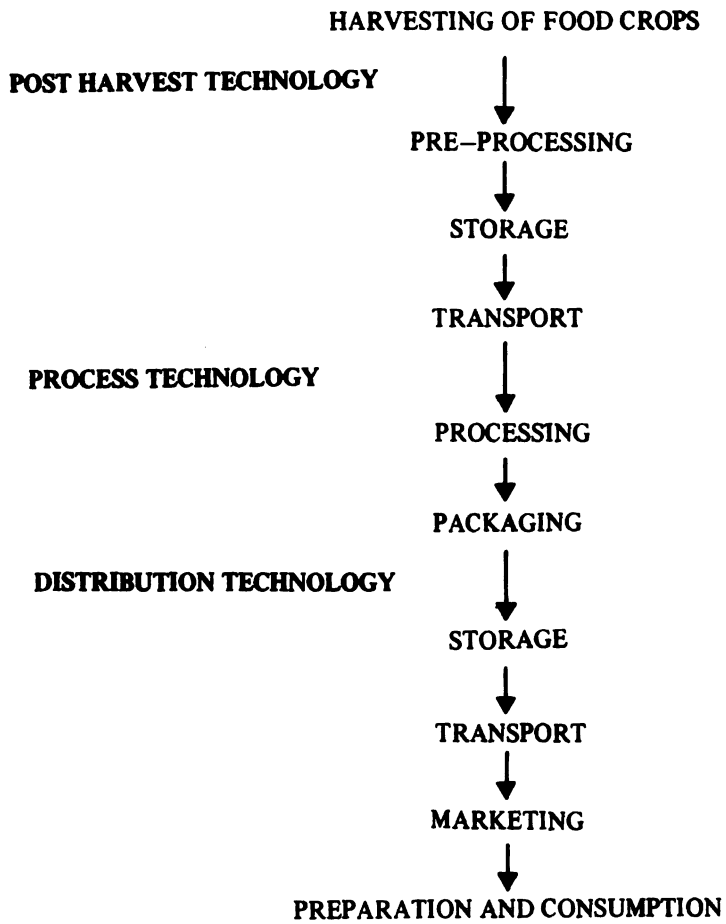 HARVESTING OF FOOD CROPS
POST HARVEST TECHNOLOGY
PRE–PROCESSING
STORAGE
TRANSPORT
PROCESS TECHNOLOGY
PROCESSING
PACKAGING
DISTRIBUTION TECHNOLOGY
STORAGE
TRANSPORT
MARKETING
PREPARATION AND CONSUMPTION